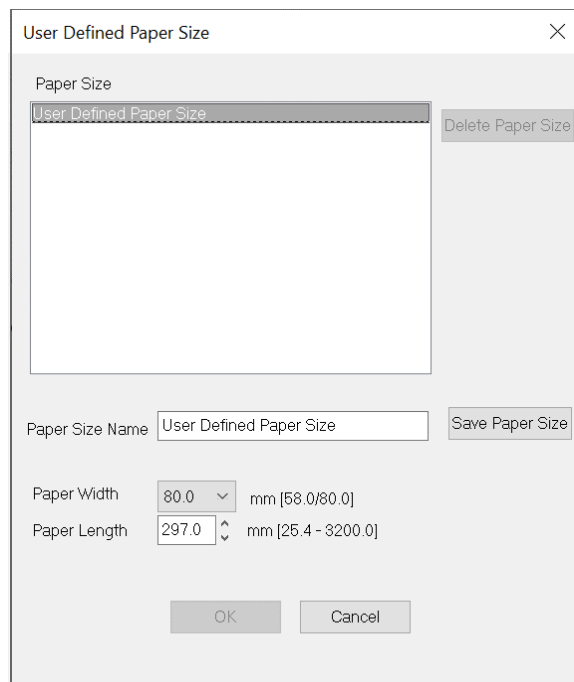 User Defined Paper Size
Paper Size
User Defined Paper Size
Delete Paper Size
Paper Size Name User Defined Paper Size Save Paper Size
Paper Width 80.0 mm [58.0/80.0]
Paper Length 297.0 mm [25.4 - 3200.0]
OK Cancel